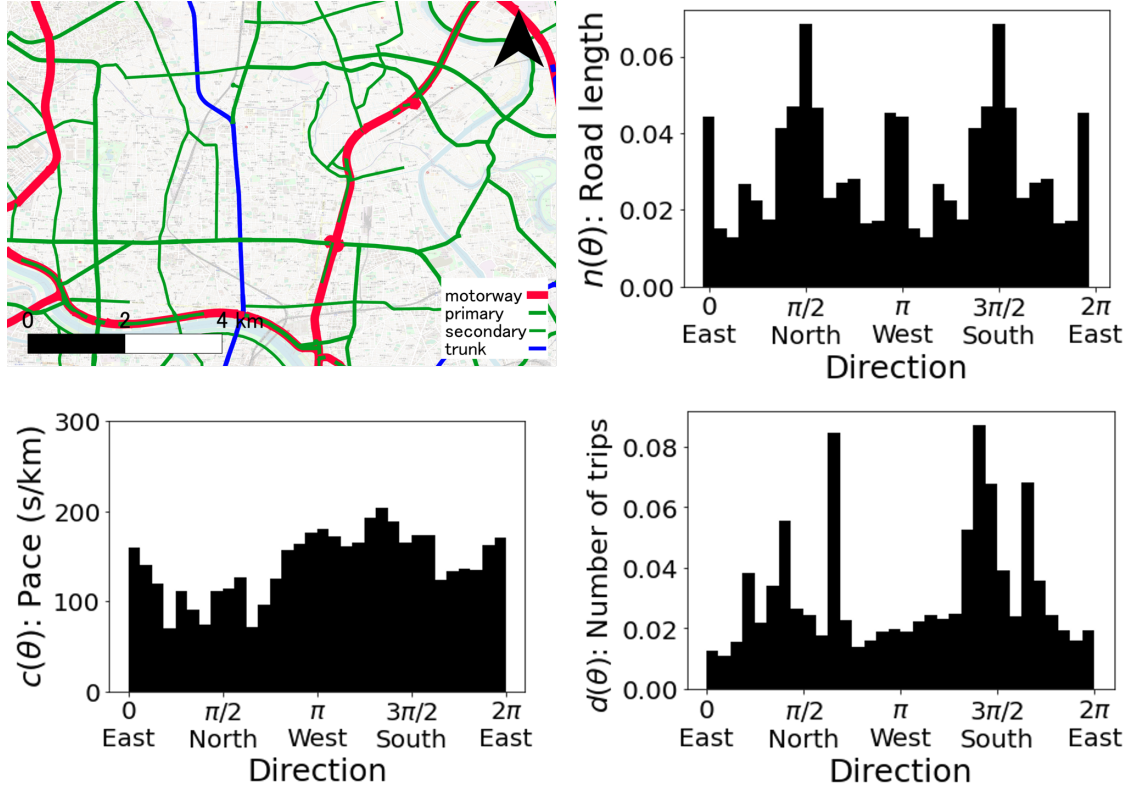 motorway
primary
secondary
trunk
0 2 4 km
n(θ): Road length
0.06
0.04
0.02
0.00
0 π/2 π 3π/2 2π
East North West South East
Direction
c(θ): Pace (s/km)
300
200
100
0
0 π/2 π 3π/2 2π
East North West South East
Direction
d(θ): Number of trips
0.08
0.06
0.04
0.02
0.00
0 π/2 π 3π/2 2π
East North West South East
Direction